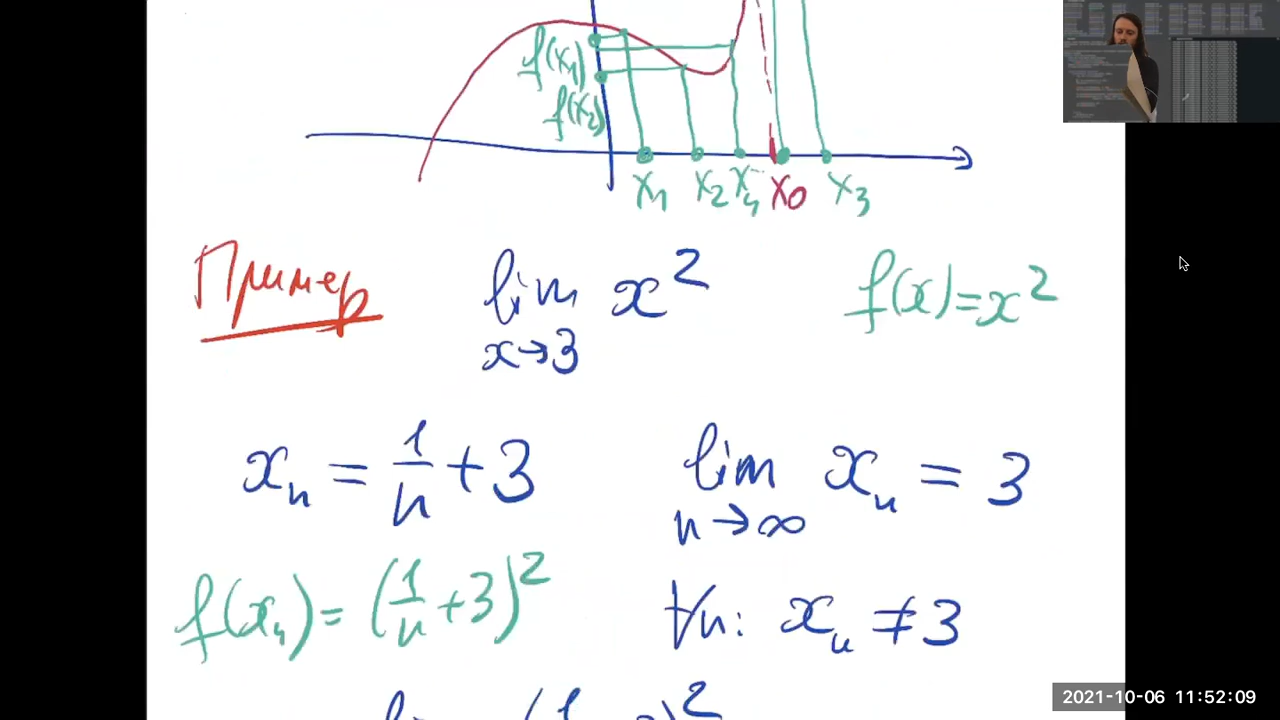 f(x₁)
f(x₂)
x₁ x₂ x₄ x₀ x₃
Пример lim x² f(x)=x²
x→3
xₙ = 1/n + 3 lim xₙ = 3
n→∞
f(xₙ) = (1/n + 3)² ∀n: xₙ ≠ 3
2021-10-06 11:52:09